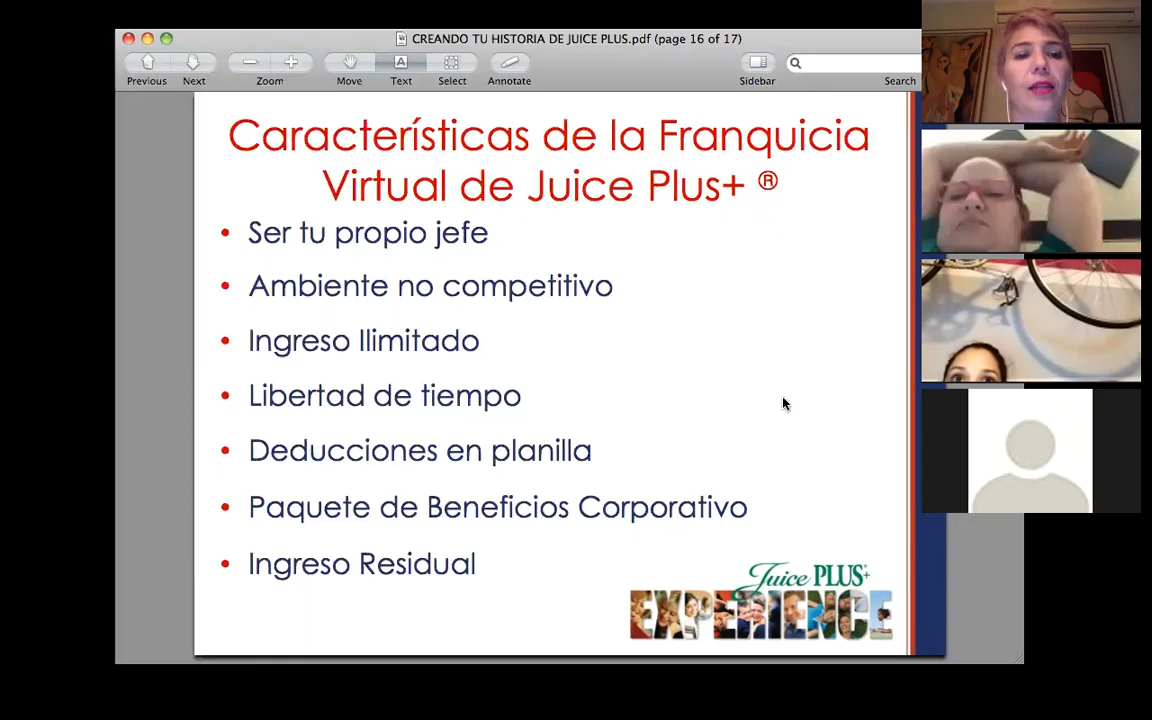 CREANDO TU HISTORIA DE JUICE PLUS.pdf (page 16 of 17)
Previous Next Zoom Move Text Select Annotate Sidebar Search
Características de la Franquicia
Virtual de Juice Plus+ ®
• Ser tu propio jefe
• Ambiente no competitivo
• Ingreso Ilimitado
• Libertad de tiempo
• Deducciones en planilla
• Paquete de Beneficios Corporativo
• Ingreso Residual
Juice PLUS+
EXPERIENCE